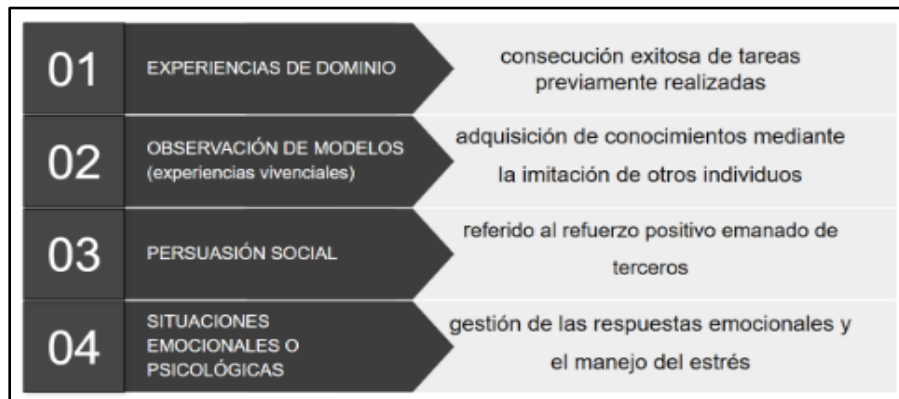 01
EXPERIENCIAS DE DOMINIO
consecución exitosa de tareas
previamente realizadas
02
OBSERVACIÓN DE MODELOS
(experiencias vivenciales)
adquisición de conocimientos mediante
la imitación de otros individuos
03
PERSUASIÓN SOCIAL
referido al refuerzo positivo emanado de
terceros
04
SITUACIONES
EMOCIONALES O
PSICOLÓGICAS
gestión de las respuestas emocionales y
el manejo del estrés